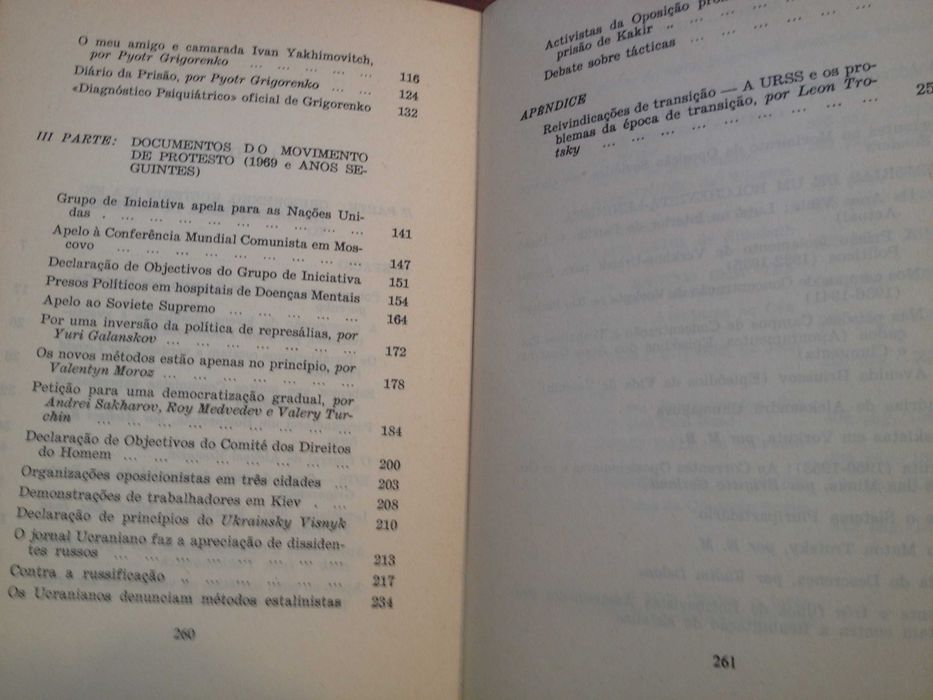 O meu amigo e camarada Ivan Yakhimovitch,
por Pyotr Grigorenko ... ... ... ... ... 116
Diário da Prisão, por Pyotr Grigorenko ... ... 124
«Diagnóstico Psiquiátrico» oficial de Grigorenko 132
III PARTE: DOCUMENTOS DO MOVIMENTO
DE PROTESTO (1969 e ANOS SE-
GUINTES)
Grupo de Iniciativa apela para as Nações Uni-
das . ... ... ... ... ... ... ... ... ... 141
Apelo à Conferência Mundial Comunista em Mos-
covo ... ... ... ... ... ... ... ... ... 147
Declaração de Objectivos do Grupo de Iniciativa 151
Presos Políticos em hospitais de Doenças Mentais 154
Apelo ao Soviete Supremo ... ... ... ... ... 164
Por uma inversão da política de represálias, por
Yuri Galanskov ... ... ... ... ... ... ... 172
Os novos métodos estão apenas no princípio, por
Valentyn Moroz ... ... ... ... ... ... ... 178
Petição para uma democratização gradual, por
Andrei Sakharov, Roy Medvedev e Valery Tur-
chin ... ... ... ... ... ... ... ... ... 184
Declaração de Objectivos do Comité dos Direitos
do Homem ... ... ... ... ... ... ... ... 200
Organizações oposicionistas em três cidades ... 203
Demonstrações de trabalhadores em Kiev . ... 208
Declaração de princípios do Ukrainsky Visnyk 210
O jornal Ucraniano faz a apreciação de dissiden-
tes russos ... ... ... ... ... ... ... ... 213
Contra a russificação .. ... ... ... ... ... 217
Os Ucranianos denunciam métodos estalinistas 234
260
Activistas da Oposição
prisão de Kakir .. ... ... ... ... ...
Debate sobre tácticas ... ... ... ... ...
APÊNDICE
Reivindicações de transição — A URSS e os pro-
blemas da época de transição, por Leon Tro-
tsky ... ... ... ... ... ... ... ... 25
261